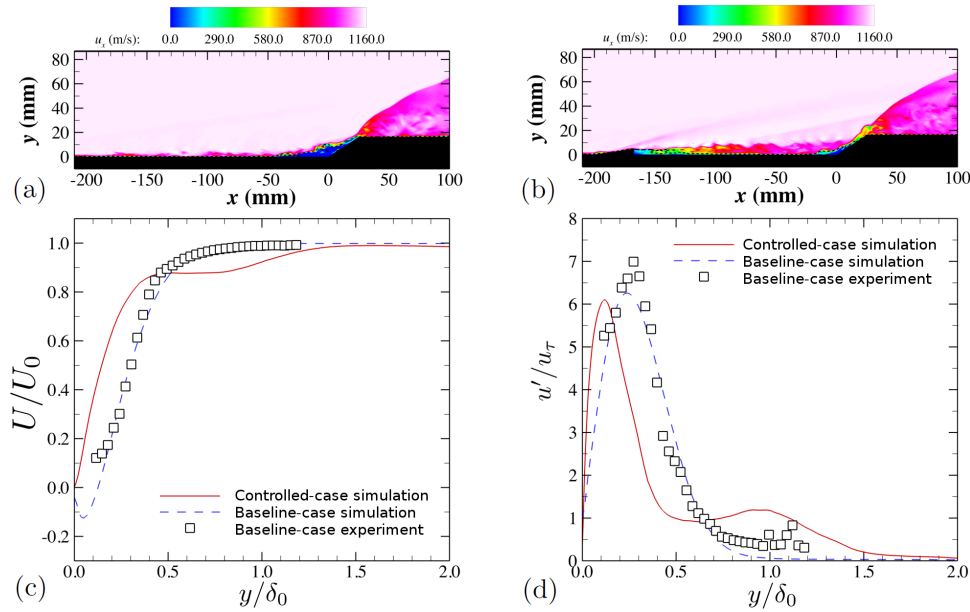 u_x (m/s): 0.0 290.0 580.0 870.0 1160.0
80
60
40
20
0
y (mm)
-200 -150 -100 -50 0 50 100
x (mm)
(a)
u_x (m/s): 0.0 290.0 580.0 870.0 1160.0
80
60
40
20
0
y (mm)
-200 -150 -100 -50 0 50 100
x (mm)
(b)
1.0
0.8
0.6
0.4
0.2
0.0
-0.2
U/U_0
Controlled-case simulation
Baseline-case simulation
Baseline-case experiment
0.0 0.5 1.0 1.5 2.0
(c)
y/δ_0
8
7
6
5
4
3
2
1
0
u'/u_τ
Controlled-case simulation
Baseline-case simulation
Baseline-case experiment
0.0 0.5 1.0 1.5 2.0
(d)
y/δ_0